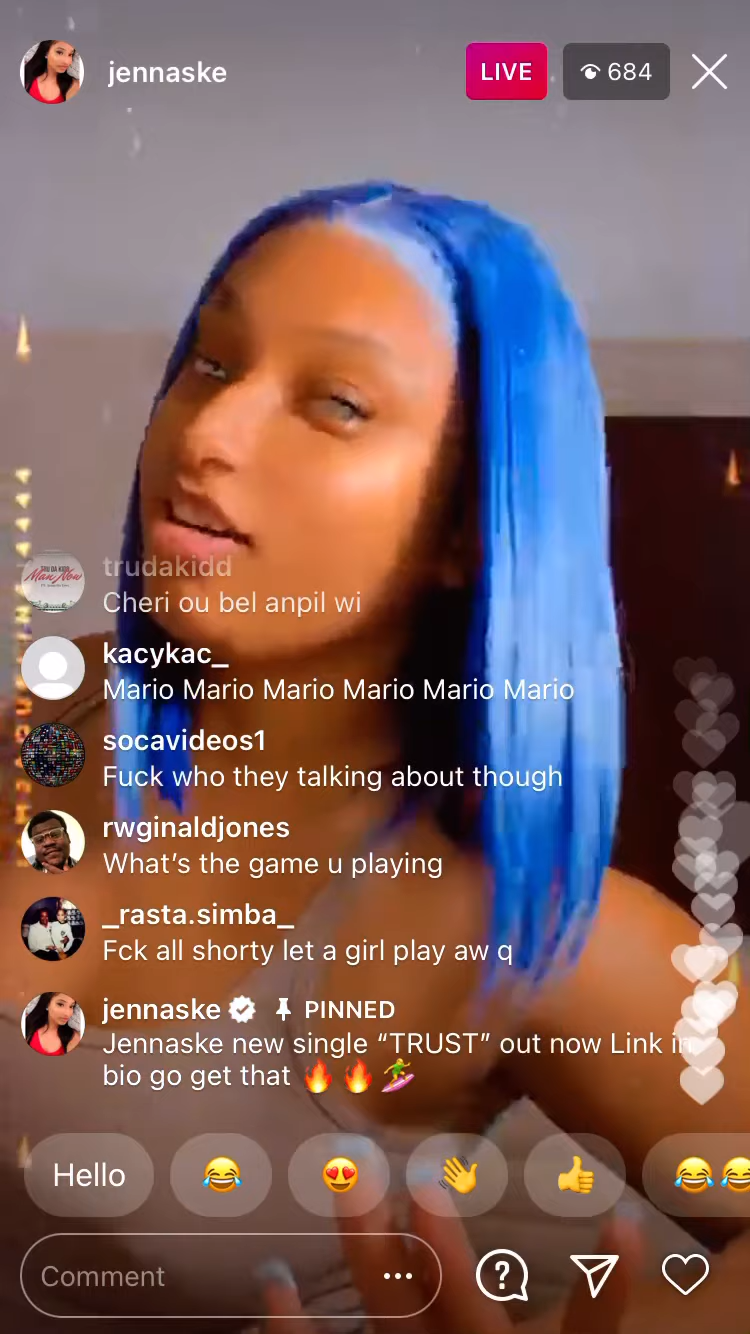 jennaske
LIVE
684
trudakidd
Cheri ou bel anpil wi
kacykac_
Mario Mario Mario Mario Mario Mario
socavideos1
Fuck who they talking about though
rwginaldjones
What’s the game u playing
_rasta.simba_
Fck all shorty let a girl play aw q
jennaske PINNED
Jennaske new single “TRUST” out now Link in
bio go get that 🔥 🔥 🏄‍♀️
Hello 😂 😍 👋 👍 😂😂
Comment